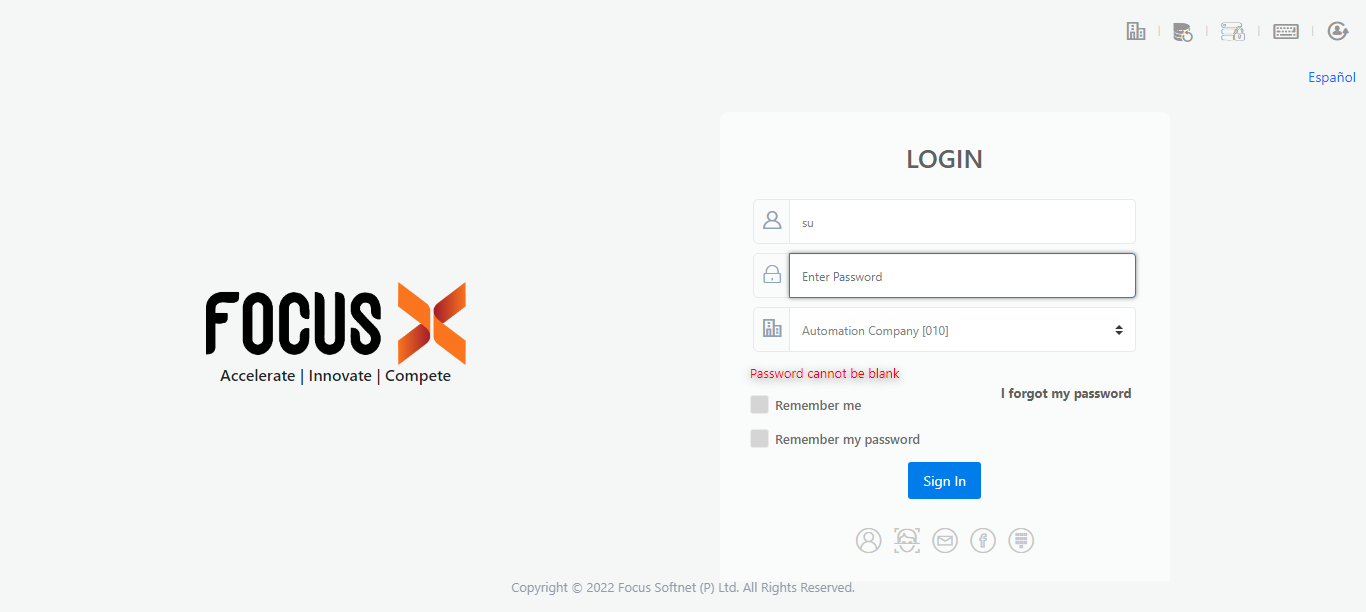 Español
LOGIN
su
Enter Password
Automation Company [010]
Password cannot be blank
I forgot my password
Remember me
Remember my password
Sign In
FOCUS X
Accelerate | Innovate | Compete
Copyright © 2022 Focus Softnet (P) Ltd. All Rights Reserved.